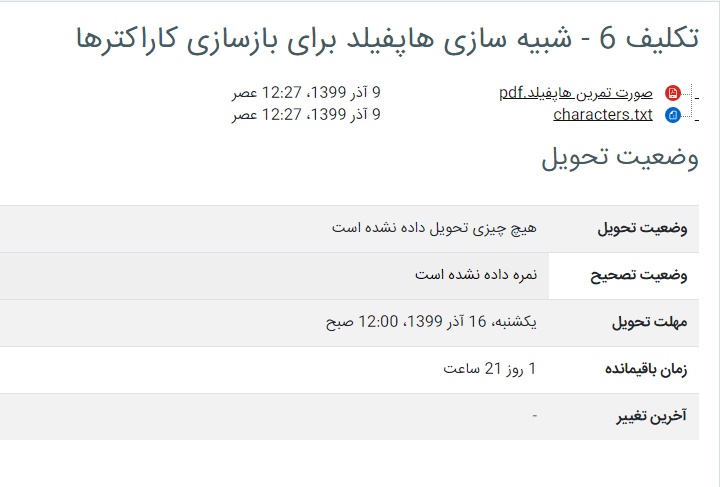 تکلیف 6 - شبیه سازی هاپفیلد برای بازسازی کاراکترها
صورت تمرین هاپفیلد.pdf 9 آذر 1399، 12:27 عصر
characters.txt 9 آذر 1399، 12:27 عصر
وضعیت تحویل
وضعیت تحویل هیچ چیزی تحویل داده نشده است
وضعیت تصحیح نمره داده نشده است
مهلت تحویل یکشنبه، 16 آذر 1399، 12:00 صبح
زمان باقیمانده 1 روز 21 ساعت
آخرین تغییر -